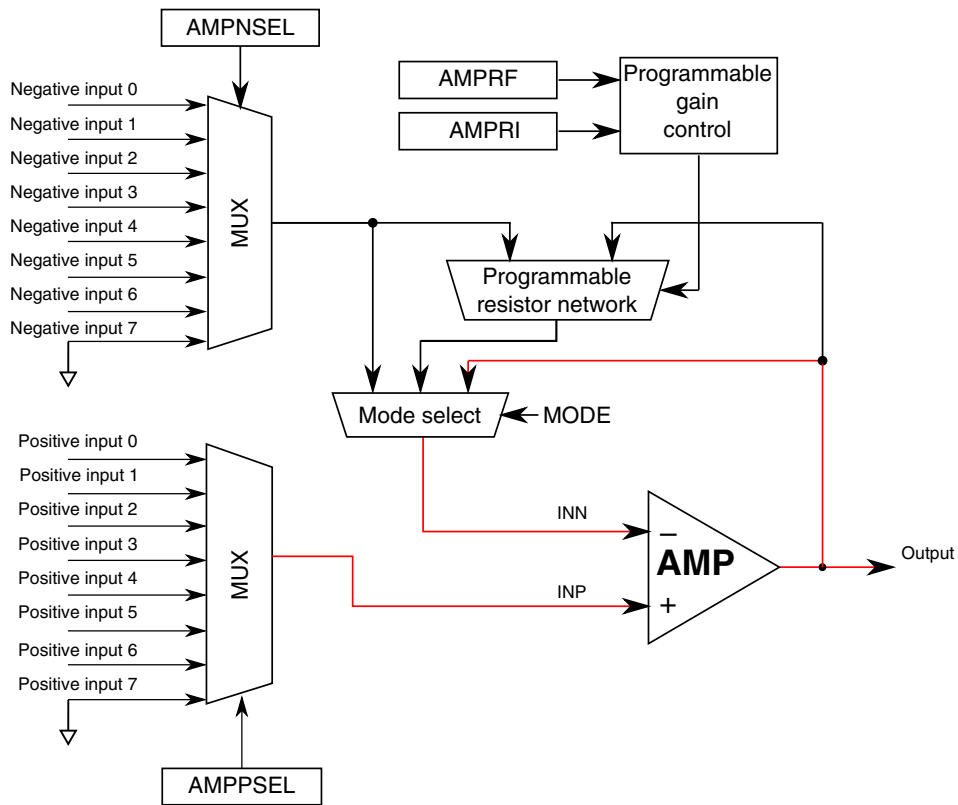 AMPNSEL
Negative input 0
Negative input 1
Negative input 2
Negative input 3
Negative input 4
Negative input 5
Negative input 6
Negative input 7
MUX
AMPRF
AMPRI
Programmable
gain
control
Programmable
resistor network
Mode select
MODE
Positive input 0
Positive input 1
Positive input 2
Positive input 3
Positive input 4
Positive input 5
Positive input 6
Positive input 7
MUX
AMPPSEL
INN
INP
−
AMP
+
Output